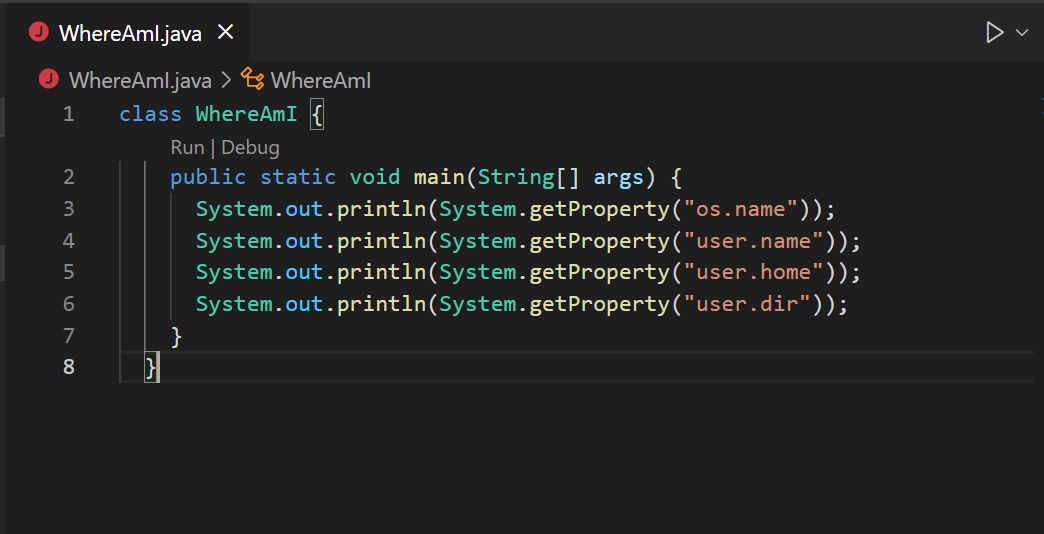 J WhereAmI.java ×
J WhereAmI.java > WhereAmI
1 class WhereAmI {
Run | Debug
2 public static void main(String[] args) {
3 System.out.println(System.getProperty("os.name"));
4 System.out.println(System.getProperty("user.name"));
5 System.out.println(System.getProperty("user.home"));
6 System.out.println(System.getProperty("user.dir"));
7 }
8 }